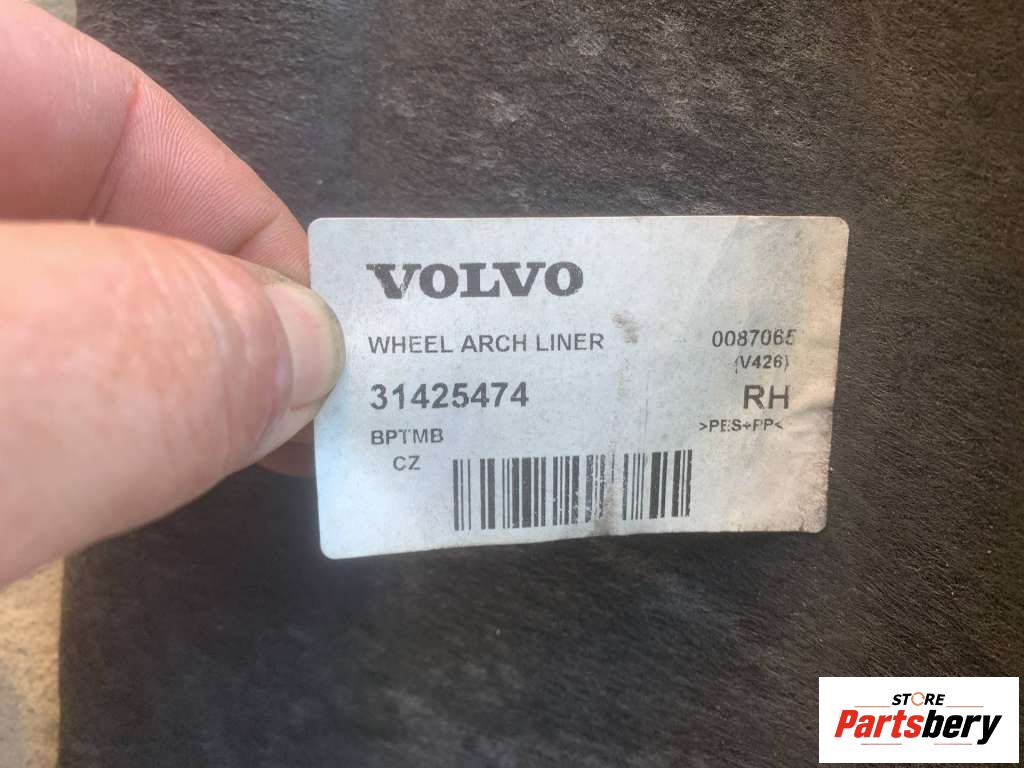 VOLVO
WHEEL ARCH LINER 0087065
(V426)
31425474 RH
BPTMB >PES+PP<
CZ
STORE
Partsbery